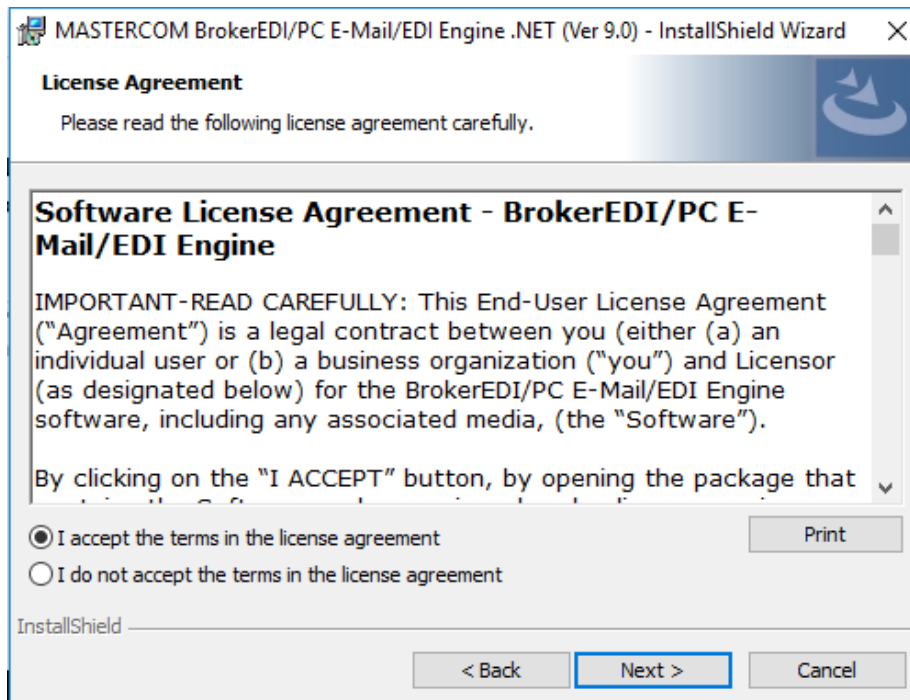 MASTERCOM BrokerEDI/PC E-Mail/EDI Engine .NET (Ver 9.0) - InstallShield Wizard
License Agreement
Please read the following license agreement carefully.
Software License Agreement - BrokerEDI/PC E-
Mail/EDI Engine
IMPORTANT-READ CAREFULLY: This End-User License Agreement
(“Agreement”) is a legal contract between you (either (a) an
individual user or (b) a business organization (“you”) and Licensor
(as designated below) for the BrokerEDI/PC E-Mail/EDI Engine
software, including any associated media, (the “Software”).
By clicking on the “I ACCEPT” button, by opening the package that
I accept the terms in the license agreement
Print
I do not accept the terms in the license agreement
InstallShield
< Back
Next >
Cancel